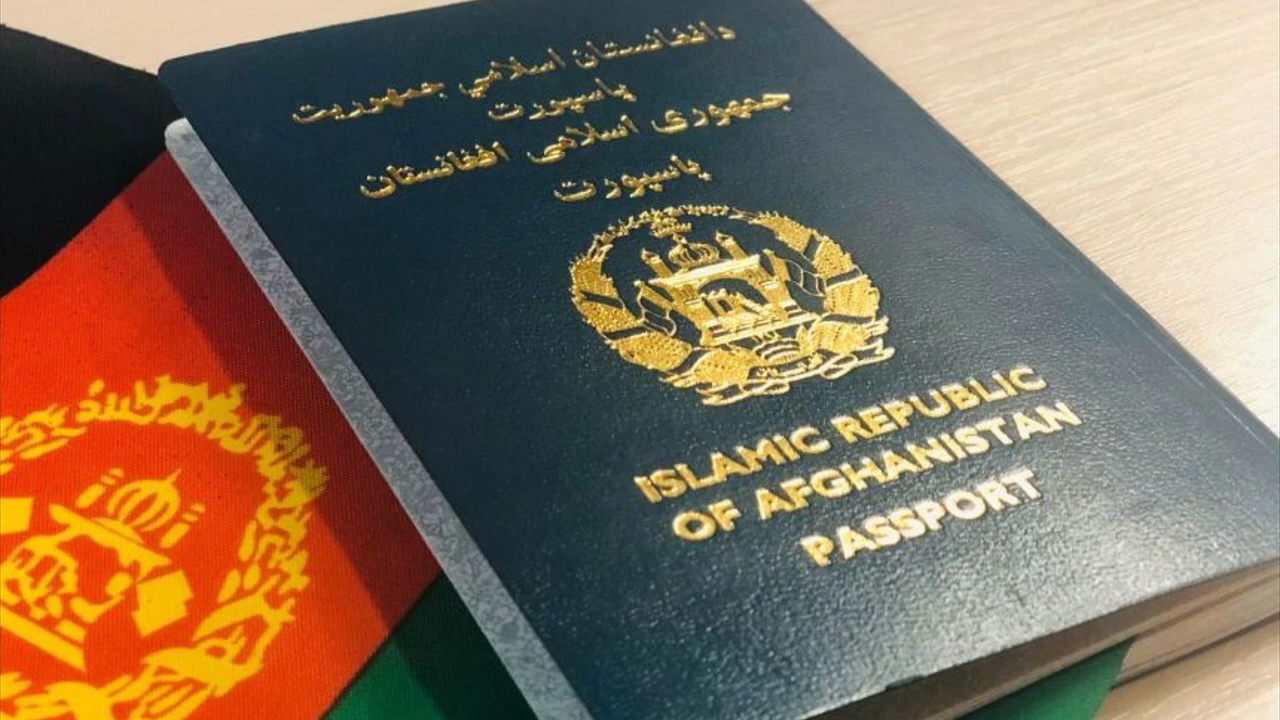 دافغانستان اسلامي جمهوريت
پاسپورت
جمهوری اسلامی افغانستان
پاسپورت
ISLAMIC REPUBLIC
OF AFGHANISTAN
PASSPORT